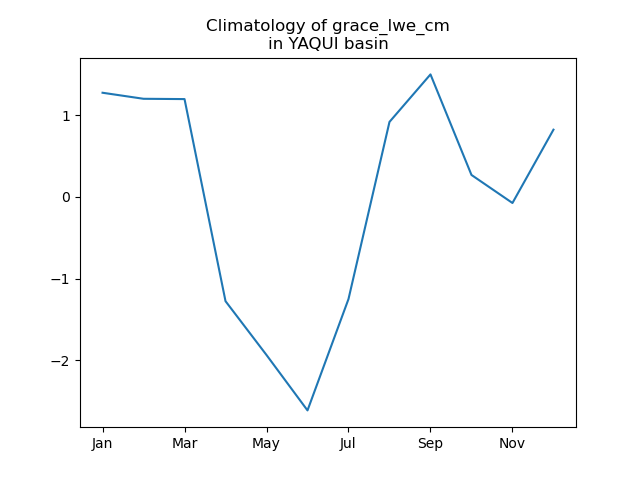 Climatology of grace_lwe_cm
in YAQUI basin
1
0
−1
−2
Jan
Mar
May
Jul
Sep
Nov